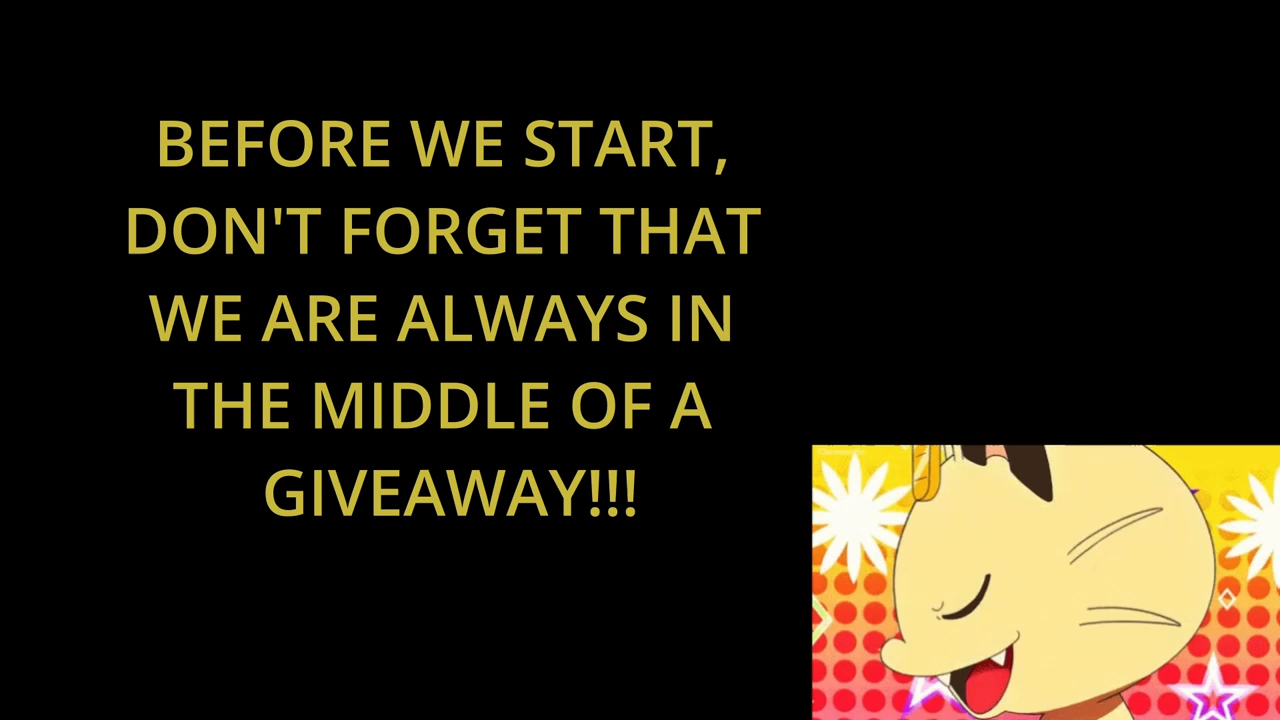 BEFORE WE START,
DON'T FORGET THAT
WE ARE ALWAYS IN
THE MIDDLE OF A
GIVEAWAY!!!